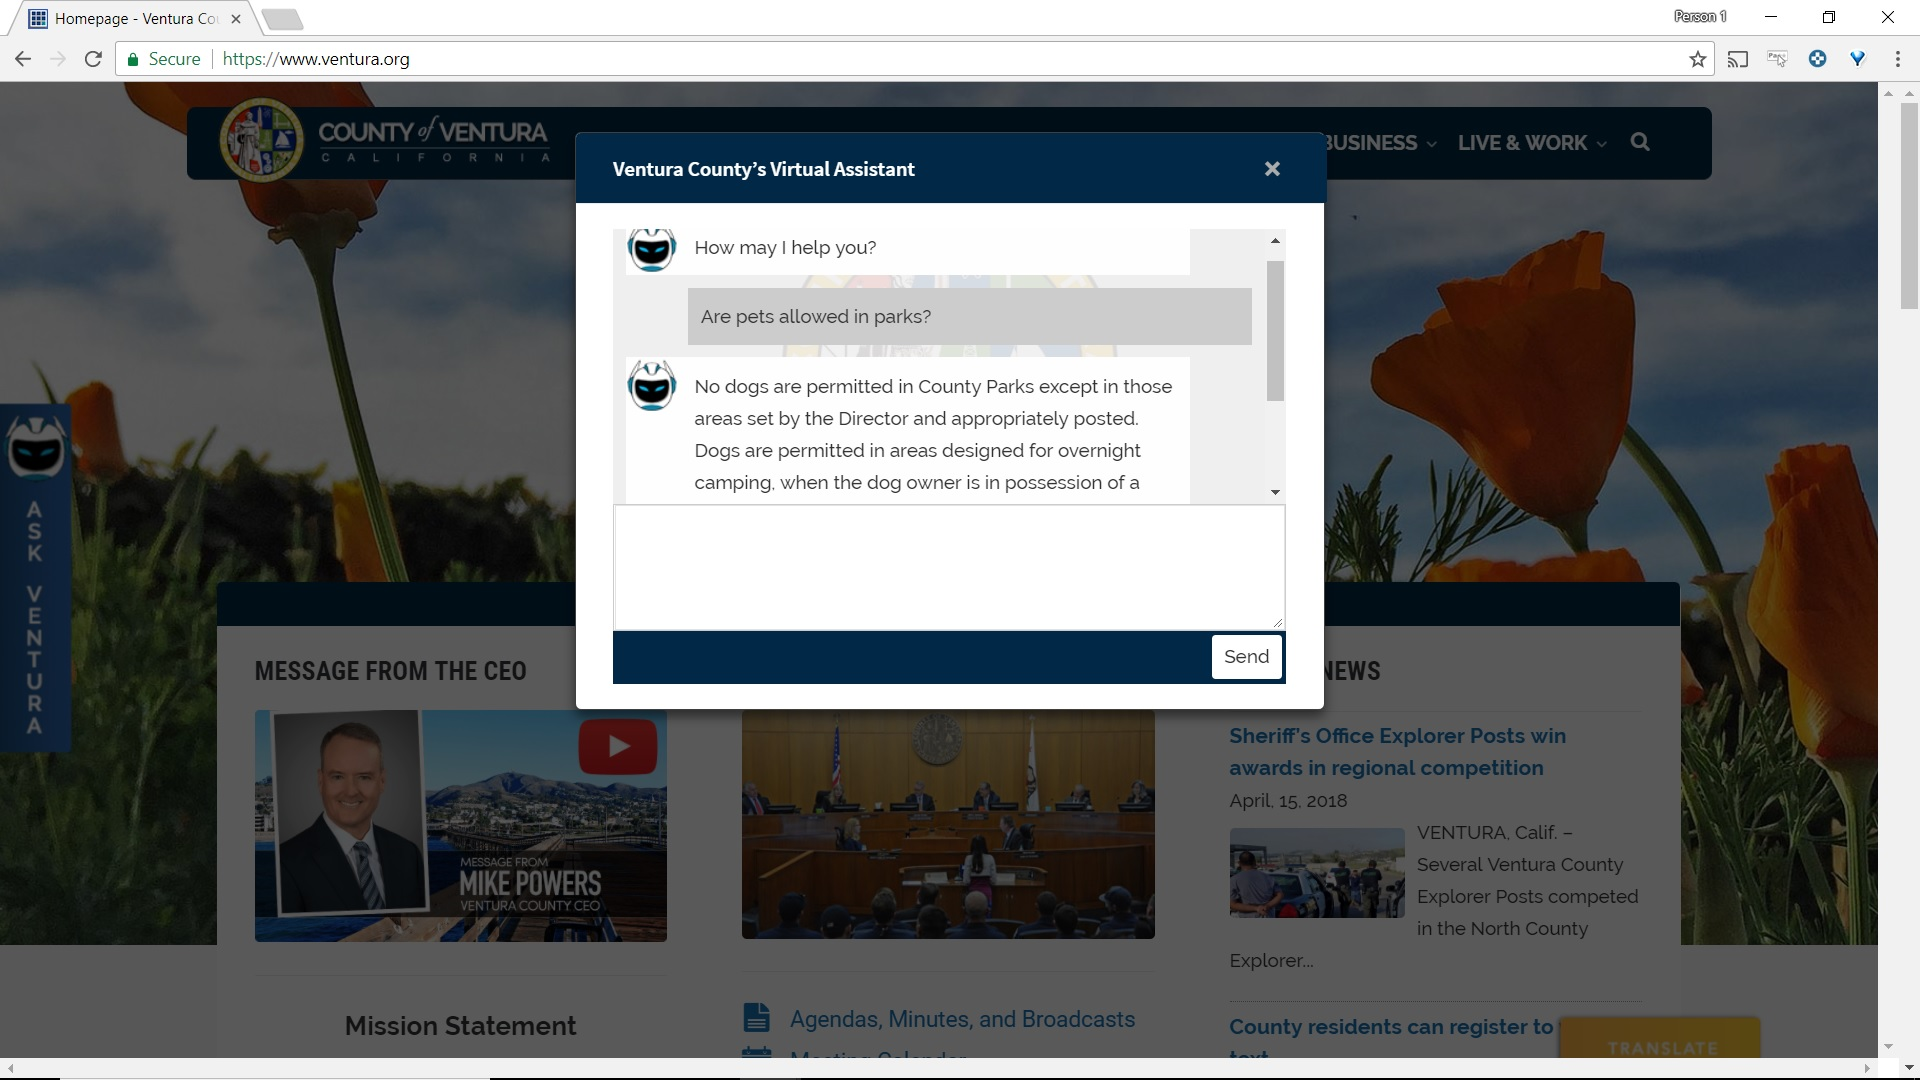 Homepage - Ventura Co
Person 1
Secure
https://www.ventura.org
COUNTY of VENTURA
CALIFORNIA
BUSINESS
LIVE & WORK
Ventura County's Virtual Assistant
How may I help you?
Are pets allowed in parks?
No dogs are permitted in County Parks except in those
areas set by the Director and appropriately posted.
Dogs are permitted in areas designed for overnight
camping, when the dog owner is in possession of a
Send
ASK VENTURA
MESSAGE FROM THE CEO
MESSAGE FROM
MIKE POWERS
VENTURA COUNTY CEO
Mission Statement
Agendas, Minutes, and Broadcasts
Meeting Calendar
NEWS
Sheriff's Office Explorer Posts win
awards in regional competition
April, 15, 2018
VENTURA, Calif. –
Several Ventura County
Explorer Posts competed
in the North County
Explorer...
County residents can register to
text
TRANSLATE